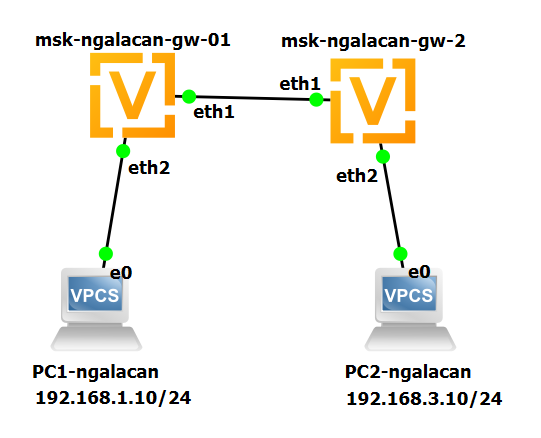 msk-ngalacan-gw-01
msk-ngalacan-gw-2
V
V
eth1
eth1
eth2
eth2
e0
e0
VPCS
VPCS
PC1-ngalacan
192.168.1.10/24
PC2-ngalacan
192.168.3.10/24